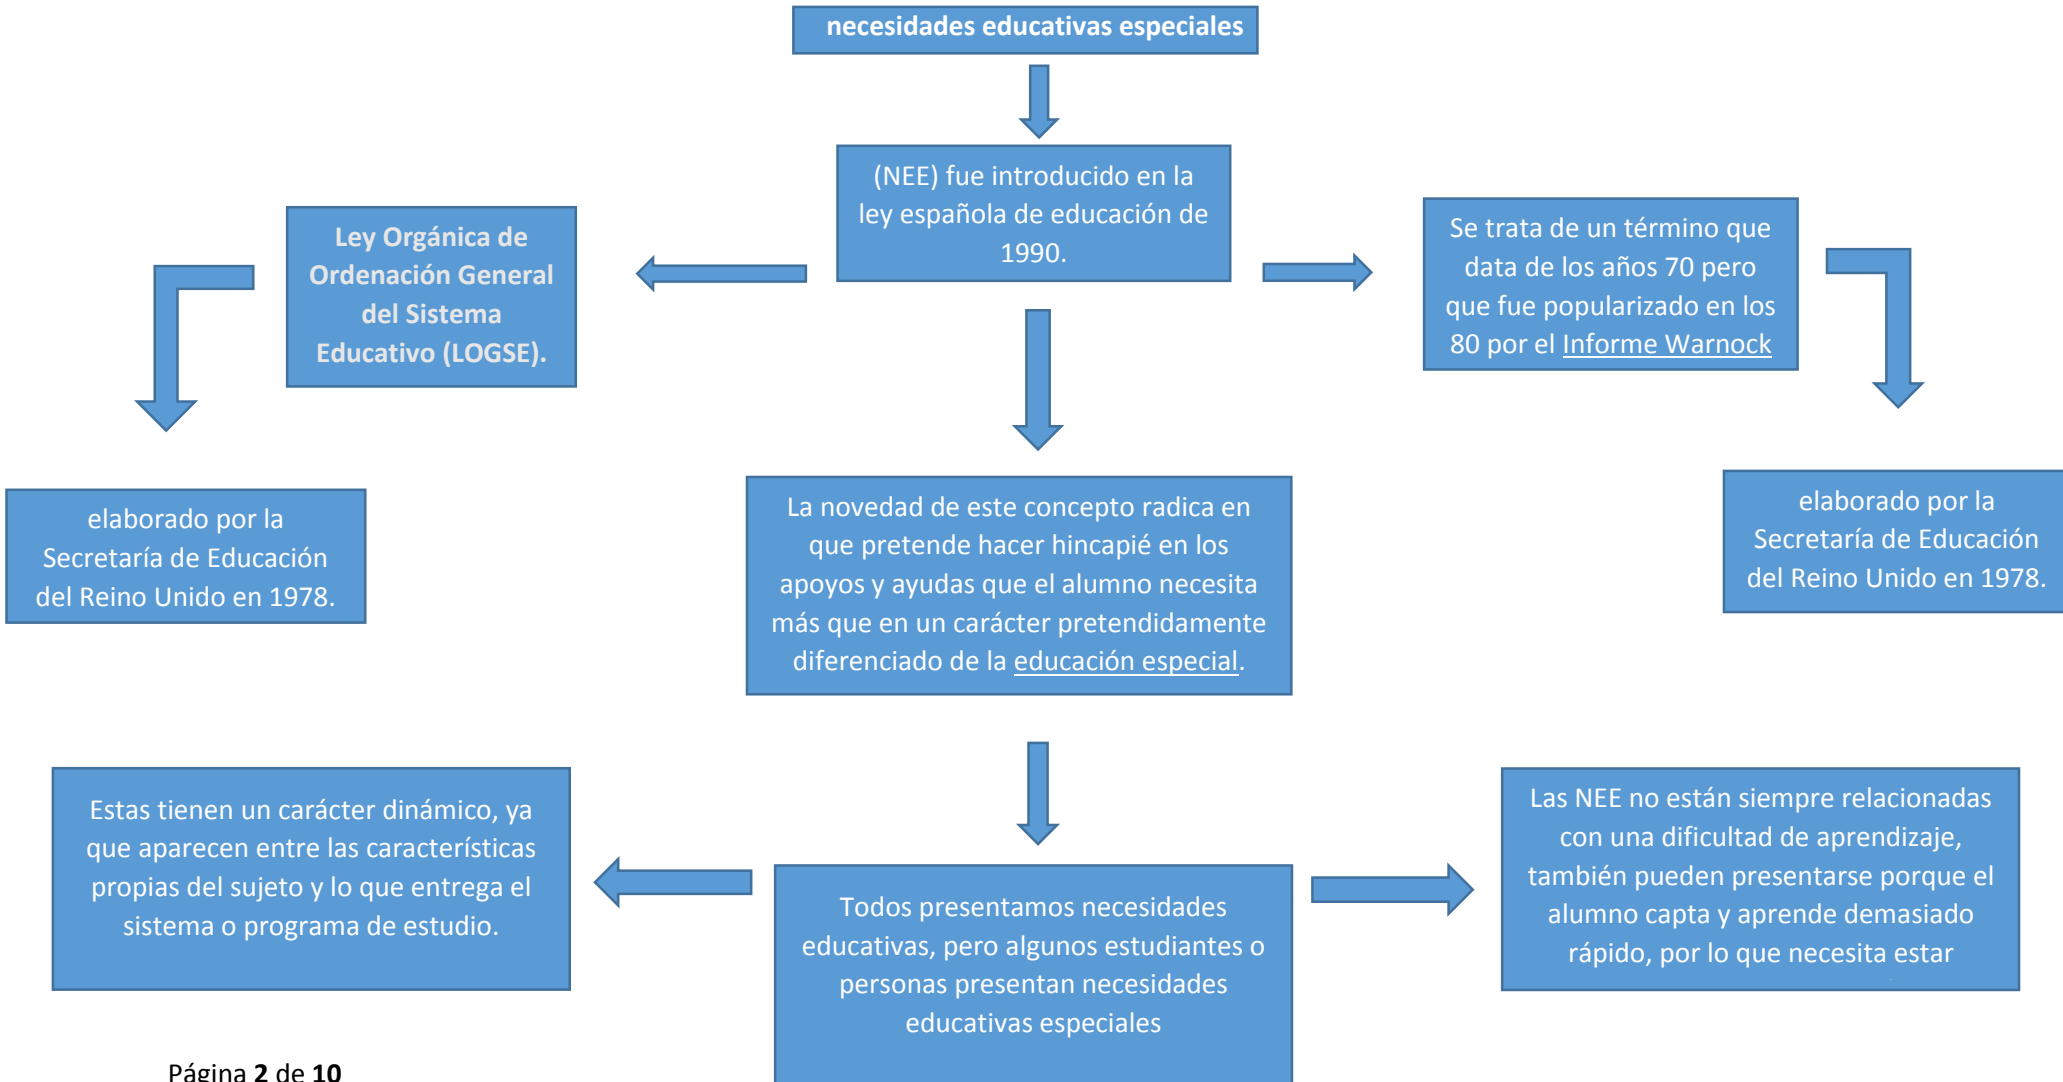 necesidades educativas especiales
(NEE) fue introducido en la
ley española de educación de
1990.
Ley Orgánica de
Ordenación General
del Sistema
Educativo (LOGSE).
Se trata de un término que
data de los años 70 pero
que fue popularizado en los
80 por el Informe Warnock
elaborado por la
Secretaría de Educación
del Reino Unido en 1978.
La novedad de este concepto radica en
que pretende hacer hincapié en los
apoyos y ayudas que el alumno necesita
más que en un carácter pretendidamente
diferenciado de la educación especial.
elaborado por la
Secretaría de Educación
del Reino Unido en 1978.
Estas tienen un carácter dinámico, ya
que aparecen entre las características
propias del sujeto y lo que entrega el
sistema o programa de estudio.
Todos presentamos necesidades
educativas, pero algunos estudiantes o
personas presentan necesidades
educativas especiales
Las NEE no están siempre relacionadas
con una dificultad de aprendizaje,
también pueden presentarse porque el
alumno capta y aprende demasiado
rápido, por lo que necesita estar
Página 2 de 10